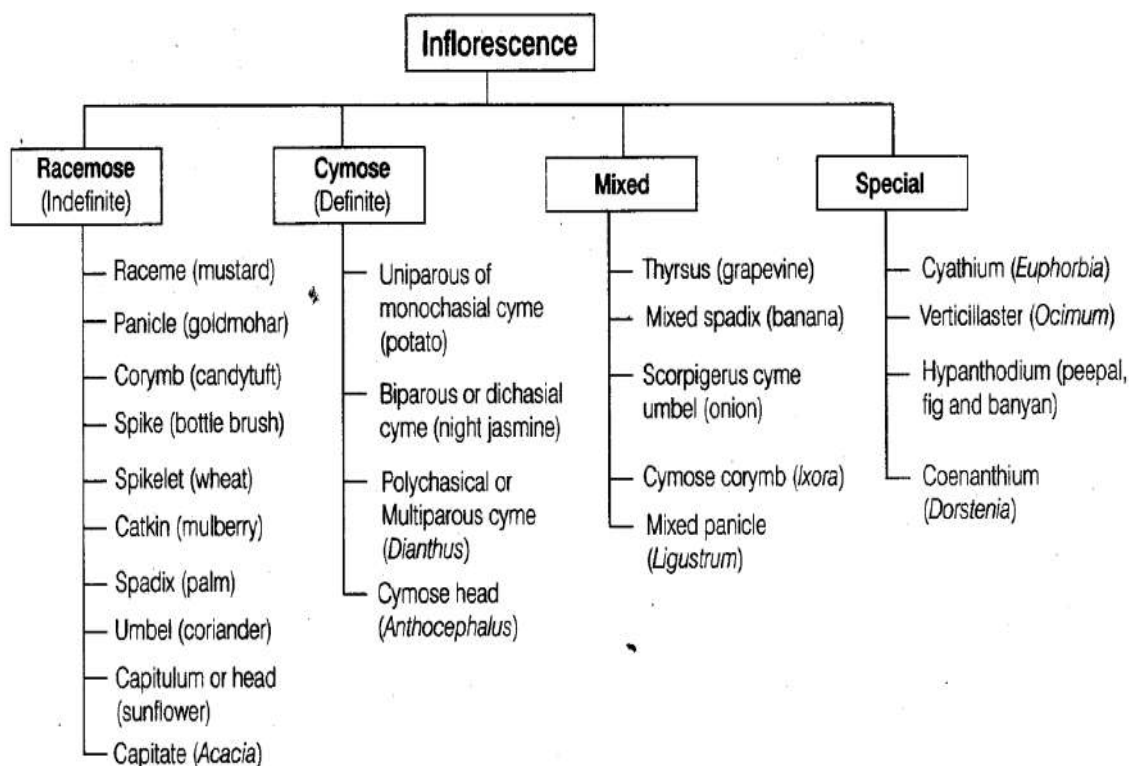 Inflorescence
Racemose
(Indefinite)
Raceme (mustard)
Panicle (goldmohar)
Corymb (candytuft)
Spike (bottle brush)
Spikelet (wheat)
Catkin (mulberry)
Spadix (palm)
Umbel (coriander)
Capitulum or head
(sunflower)
Capitate (Acacia)
Cymose
(Definite)
Uniparous of
monochasial cyme
(potato)
Biparous or dichasial
cyme (night jasmine)
Polychasical or
Multiparous cyme
(Dianthus)
Cymose head
(Anthocephalus)
Mixed
Thyrsus (grapevine)
Mixed spadix (banana)
Scorpigerus cyme
umbel (onion)
Cymose corymb (Ixora)
Mixed panicle
(Ligustrum)
Special
Cyathium (Euphorbia)
Verticillaster (Ocimum)
Hypanthodium (peepal,
fig and banyan)
Coenanthium
(Dorstenia)